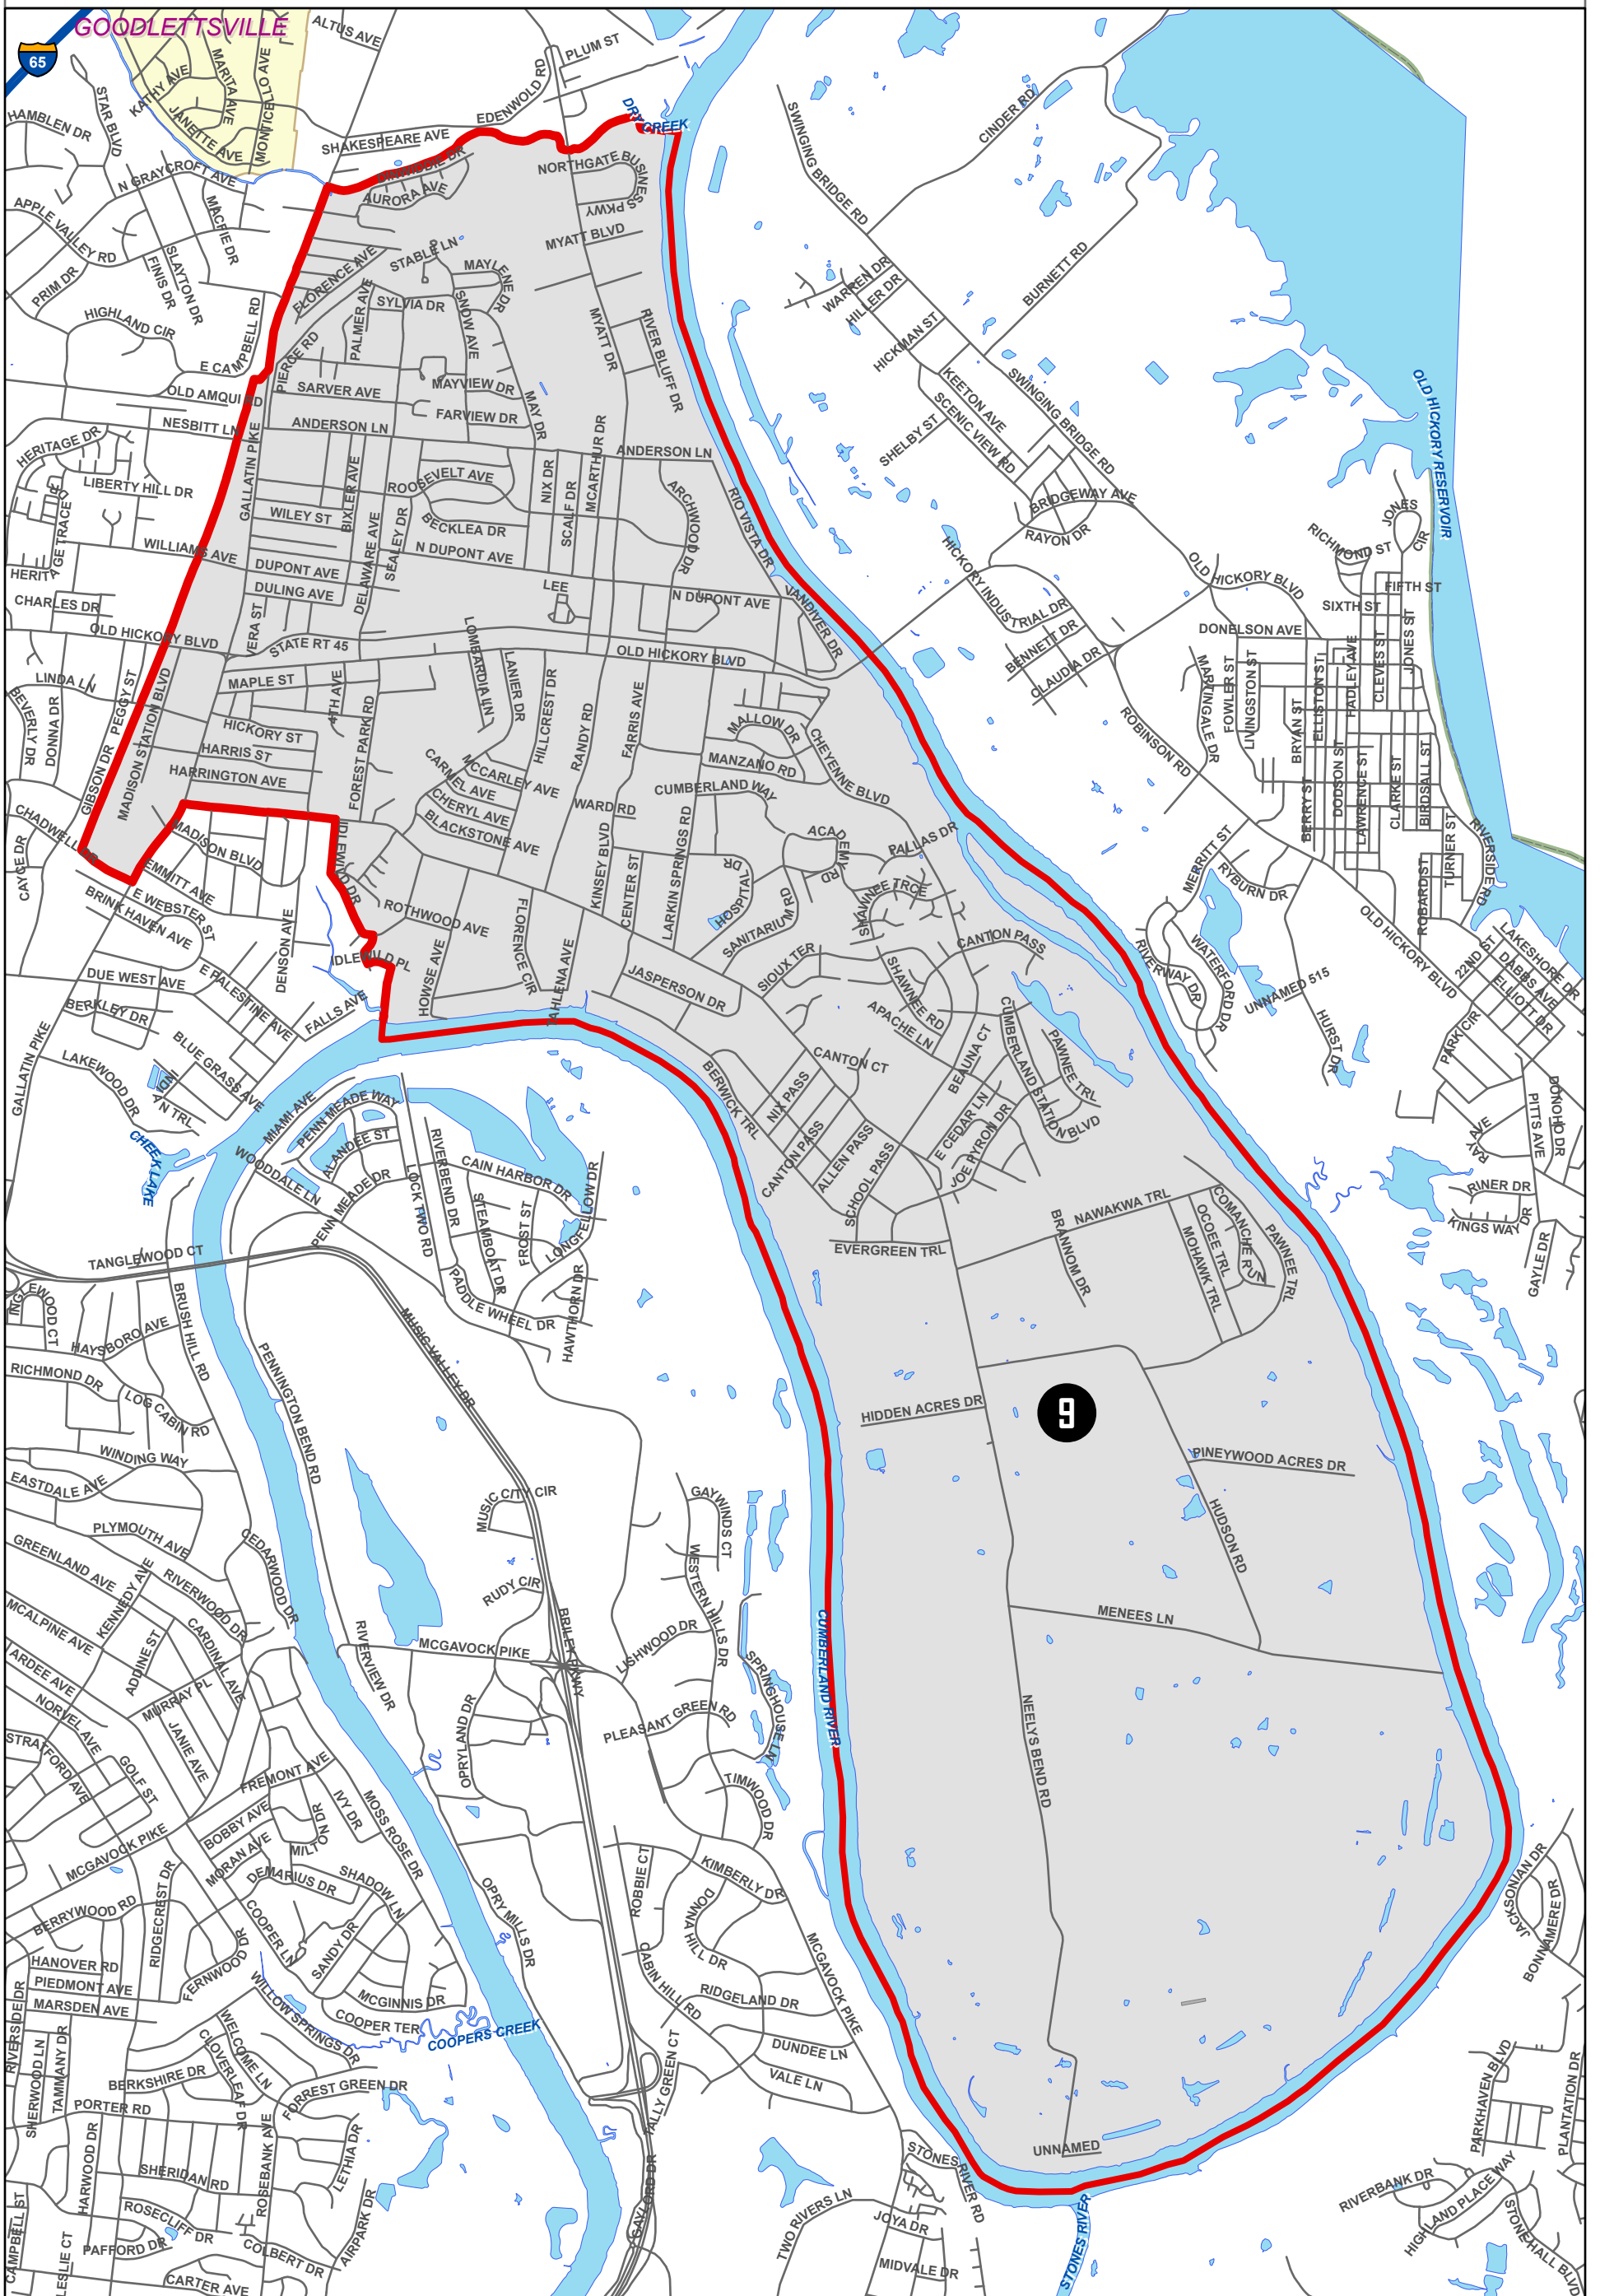 GOODLETTSVILLE
65
ALTUS AVE
PLUM ST
EDENWOLD RD
KATHY AVE
MARITA AVE
MONTICELLO AVE
JANETTE AVE
STAR BLVD
HAMBLEN DR
SHAKESPEARE AVE
DRY CREEK
SWINGING BRIDGE RD
CINDER RD
N GRAYCROFT AVE
AURORA AVE
NORTHGATE BUSINESS PKWY
MACFIE DR
APPLE VALLEY RD
SLAYTON DR
FINIS DR
PRIM DR
FLORENCE AVE
STABLE LN
MYATT BLVD
MAYLENE DR
WARREN DR
HILLER DR
BURNETT RD
HIGHLAND CIR
E CAMPBELL RD
PALMER AVE
SYLVIA DR
SNOW AVE
MYATT DR
RIVER BLUFF DR
HICKMAN ST
PIERCE RD
OLD AMQUI RD
SARVER AVE
MAYVIEW DR
MAY DR
KEETON AVE
SWINGING BRIDGE RD
OLD HICKORY RESERVOIR
NESBITT LN
ANDERSON LN
FARVIEW DR
MCARTHUR DR
ANDERSON LN
SHELBY ST
SCENIC VIEW RD
HERITAGE DR
GALLATIN PIKE
LIBERTY HILL DR
BIXLER AVE
ROOSEVELT AVE
NIX DR
SCALF DR
ARCHWOOD DR
RIO VISTA DR
BRIDGEWAY AVE
RAYON DR
JONES CIR
RICHMOND ST
HERITAGE TRACE DR
WILEY ST
BECKLEA DR
SEALEY DR
DELAWARE AVE
WILLIAMS AVE
N DUPONT AVE
DUPONT AVE
DULING AVE
LEE
N DUPONT AVE
VANDIVER DR
HICKORY INDUSTRIAL DR
OLD HICKORY BLVD
FIFTH ST
SIXTH ST
CHARLES DR
VERA ST
OLD HICKORY BLVD
STATE RT 45
OLD HICKORY BLVD
BENNETT DR
CLAUDIA DR
DONELSON AVE
MARTINGALE DR
FOWLER ST
LIVINGSTON ST
BRYAN ST
ELLISTON ST
HADLEY AVE
CLEVES ST
JONES ST
LINDA LN
BEVERLY DR
DONNA DR
PEGGY ST
MADISON STATION BLVD
MAPLE ST
4TH AVE
LOMBARDIA LN
LANIER DR
HILLCREST DR
RANDY RD
FARRIS AVE
MALLOW DR
CHEYENNE BLVD
ROBINSON RD
HICKORY ST
HARRIS ST
FOREST PARK RD
MCCARLEY AVE
CARMEL AVE
MANZANO RD
GIBSON DR
HARRINGTON AVE
CHERYL AVE
BLACKSTONE AVE
WARD RD
CUMBERLAND WAY
BERRY ST
DODSON ST
LAWRENCE ST
CLARKE ST
BIRDSALL ST
CHADWELL DR
CAYCE DR
MADISON BLVD
IDLEWILD DR
KINSEY BLVD
CENTER ST
LARKIN SPRINGS RD
ACADEMY RD
PALLAS DR
MERRITT ST
RYBURN DR
ROBARD ST
TURNER ST
RIVERSIDE RD
EMMITT AVE
E WEBSTER ST
BRINK HAVEN AVE
ROTHWOOD AVE
FLORENCE CIR
HOSPITAL DR
SANITARIUM RD
SHAWNEE TRCE
CANTON PASS
OLD HICKORY BLVD
22ND ST
LAKESHORE DR
DABBS AVE
ELLIOTT DR
DUE WEST AVE
E PALESTINE AVE
DENSON AVE
IDLEWILD PL
FALLS AVE
HOWSE AVE
AHLENA AVE
JASPERSON DR
SIOUX TER
SHAWNEE RD
APACHE LN
CUMBERLAND STATION BLVD
PAWNEE TRL
RIVERWAY DR
WATERFORD DR
UNNAMED 515
HURST DR
PARK CIR
BERKLEY DR
GALLATIN PIKE
BLUE GRASS AVE
LAKEWOOD DR
INDIAN TRL
BERWICK TRL
NIX PASS
CANTON CT
BEAUNA CT
PITTS AVE
DONOHO DR
RAY AVE
MIAMI AVE
PENN MEADE WAY
ALANDEE ST
CHEEK LAKE
WOODDALE LN
PENN MEADE DR
LOCK TWO RD
RIVERBEND DR
CAIN HARBOR DR
STEAMBOAT DR
FROST ST
LONGFELLOW DR
CANTON PASS
ALLEN PASS
SCHOOL PASS
E CEDAR LN
JOE PYRON DR
EVERGREEN TRL
BRANNOM DR
NAWAKWA TRL
COMANCHE RUN
OCOEE TRL
MOHAWK TRL
PAWNEE TRL
RINER DR
KINGS WAY DR
GAYLE DR
TANGLEWOOD CT
BRUSH HILL RD
PADDLE WHEEL DR
HAWTHORN DR
MUSIC VALLEY DR
EWOOD CT
HAYSBORO AVE
RICHMOND DR
LOG CABIN RD
PENNINGTON BEND RD
HIDDEN ACRES DR
9
WINDING WAY
EASTDALE AVE
PINEYWOOD ACRES DR
MUSIC CITY CIR
GAYWINDS CT
HUDSON RD
PLYMOUTH AVE
GREENLAND AVE
KENNEDY AVE
RIVERWOOD DR
CEDARWOOD DR
WESTERN HILLS DR
RUDY CIR
MCALPINE AVE
ADDINE ST
CARDINAL AVE
RIVERVIEW DR
MCGAVOCK PIKE
BRILEY PKWY
LISHWOOD DR
CUMBERLAND RIVER
MENEES LN
ARDEE AVE
NORVEL AVE
MURRAY PL
JANIE AVE
OPRYLAND DR
PLEASANT GREEN RD
SPRINGHOUSE LN
NEELYS BEND RD
STRAFFORD AVE
GOLF ST
FREMONT AVE
IVY DR
MOSS ROSE DR
TIMWOOD DR
MCGAVOCK PIKE
BOBBY AVE
MORAN AVE
MILTON DR
DEMARIUS DR
SHADOW LN
OPRY MILLS DR
ROBBIE CT
KIMBERLY DR
DONNA HILL DR
JACKSONIAN DR
BONNAMERE DR
BERRYWOOD RD
RIDGECREST DR
COOPER LN
SANDY DR
FERNWOOD DR
HANOVER RD
PIEDMONT AVE
MARSDEN AVE
WILLOW SPRINGS DR
MCGINNIS DR
COOPER TER
COOPERS CREEK
CABIN HILL RD
RIDGELAND DR
MCGAVOCK PIKE
DUNDEE LN
VALE LN
RIVERSIDE DR
SHERWOOD LN
TAMMANY DR
WELCOME LN
CLOVERLEAF DR
BERKSHIRE DR
FORREST GREEN DR
TALLY GREEN CT
PORTER RD
HARWOOD DR
ROSEBANK AVE
LETHIA DR
SHERIDAN RD
ROSECLIFF DR
PAFFORD DR
COLBERT DR
AIRPARK DR
CAMPBELL ST
LESLIE CT
CARTER AVE
GAYLORD DR
STONES RIVER RD
TWO RIVERS LN
JOYA DR
MIDVALE DR
UNNAMED
STONES RIVER
PARKHAVEN BLVD
PLANTATION DR
RIVERBANK DR
HIGHLAND PLACE WAY
STONEHALL BLVD